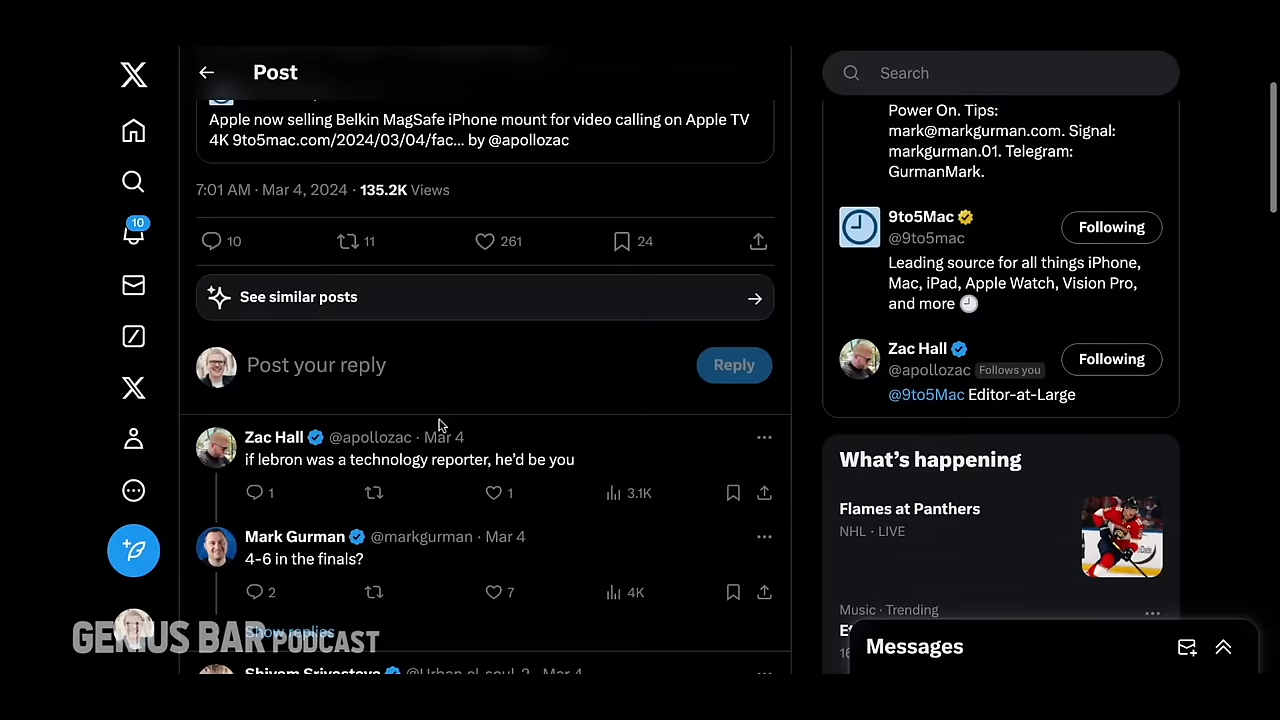 Post
Apple now selling Belkin MagSafe iPhone mount for video calling on Apple TV
4K 9to5mac.com/2024/03/04/fac... by @apollozac
7:01 AM · Mar 4, 2024 · 135.2K Views
10 11 261 24
See similar posts
Post your reply
Reply
Zac Hall @apollozac · Mar 4
if lebron was a technology reporter, he'd be you
1 1 3.1K
Mark Gurman @markgurman · Mar 4
4-6 in the finals?
2 7 4K
Show replies
Shivam Srivastava · Mar 4
10
Search
Power On. Tips:
mark@markgurman.com. Signal:
markgurman.01. Telegram:
GurmanMark.
9to5Mac
@9to5mac
Following
Leading source for all things iPhone,
Mac, iPad, Apple Watch, Vision Pro,
and more
Zac Hall
@apollozac Follows you
Following
@9to5Mac Editor-at-Large
What's happening
Flames at Panthers
NHL · LIVE
Music · Trending
Messages
GENIUS BAR PODCAST